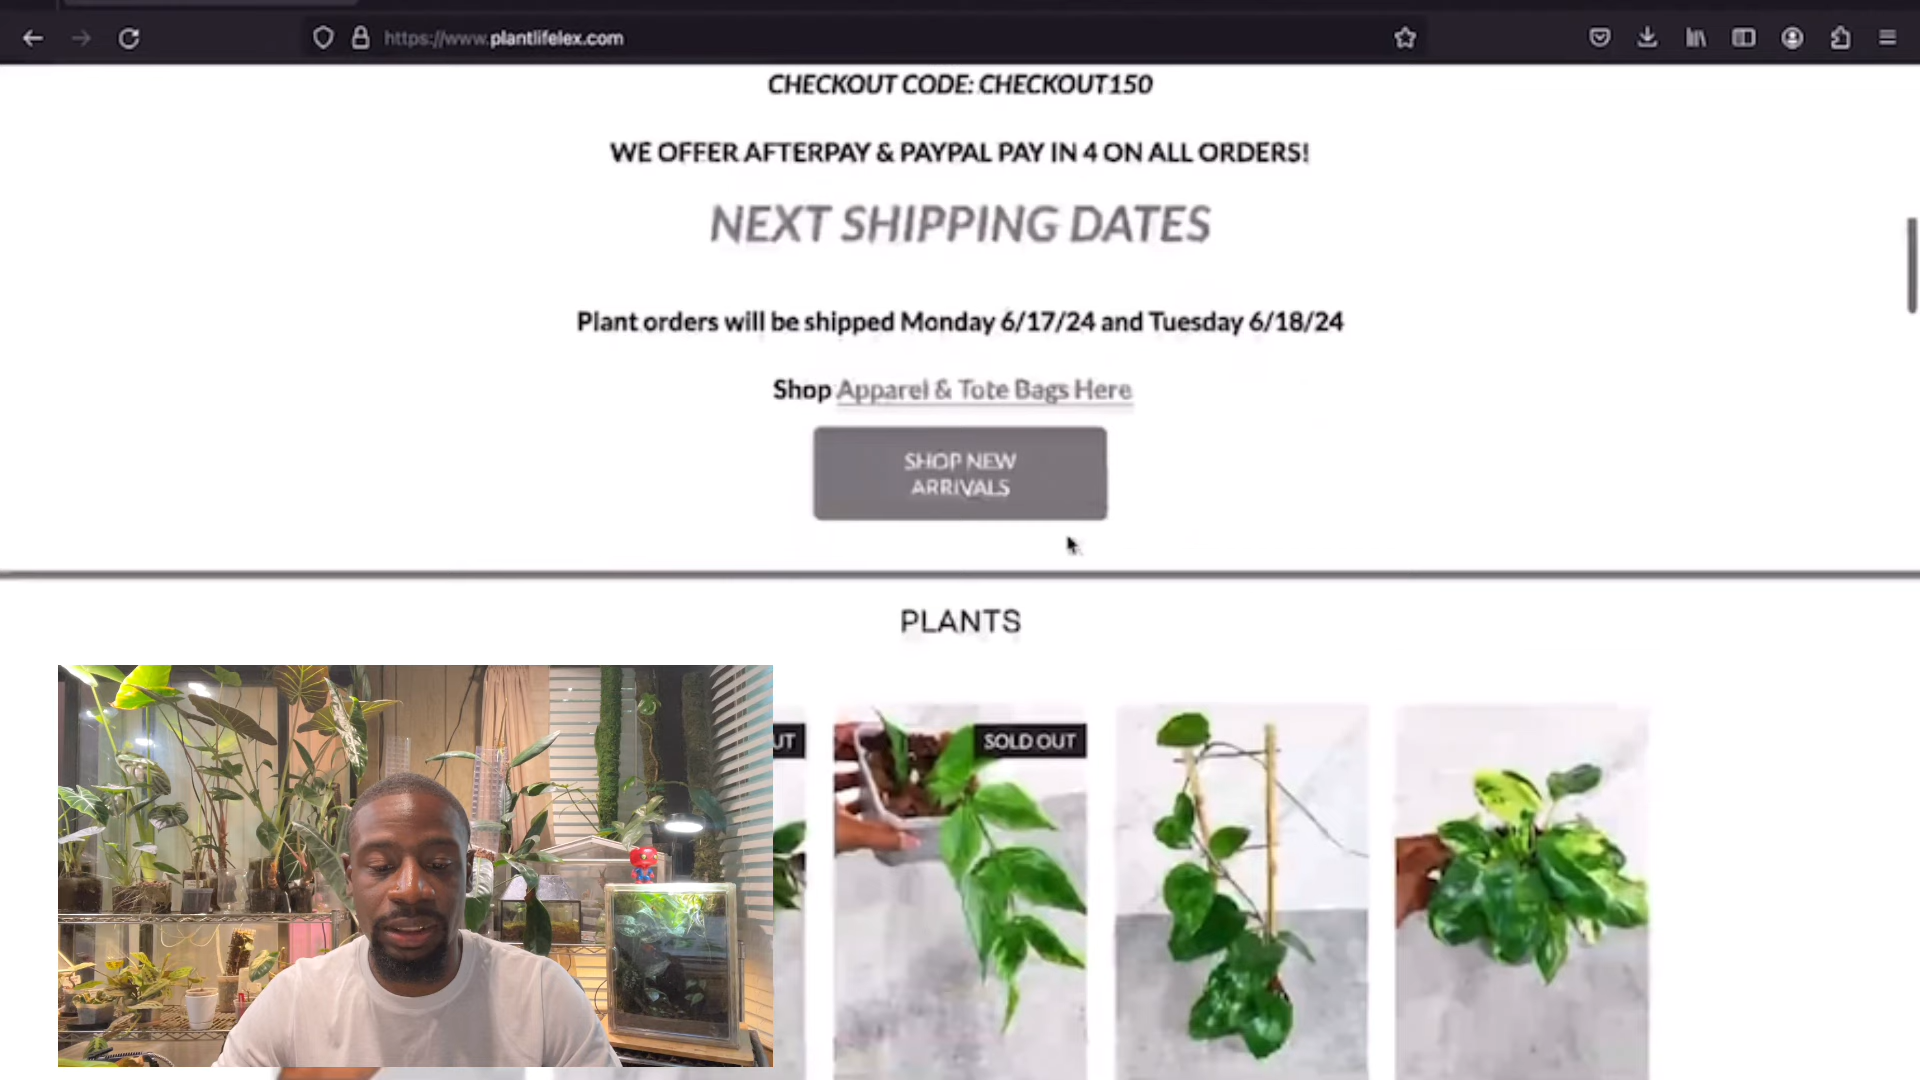 https://www.plantlifelex.com
CHECKOUT CODE: CHECKOUT150
WE OFFER AFTERPAY & PAYPAL PAY IN 4 ON ALL ORDERS!
NEXT SHIPPING DATES
Plant orders will be shipped Monday 6/17/24 and Tuesday 6/18/24
Shop Apparel & Tote Bags Here
SHOP NEW
ARRIVALS
PLANTS
SOLD OUT